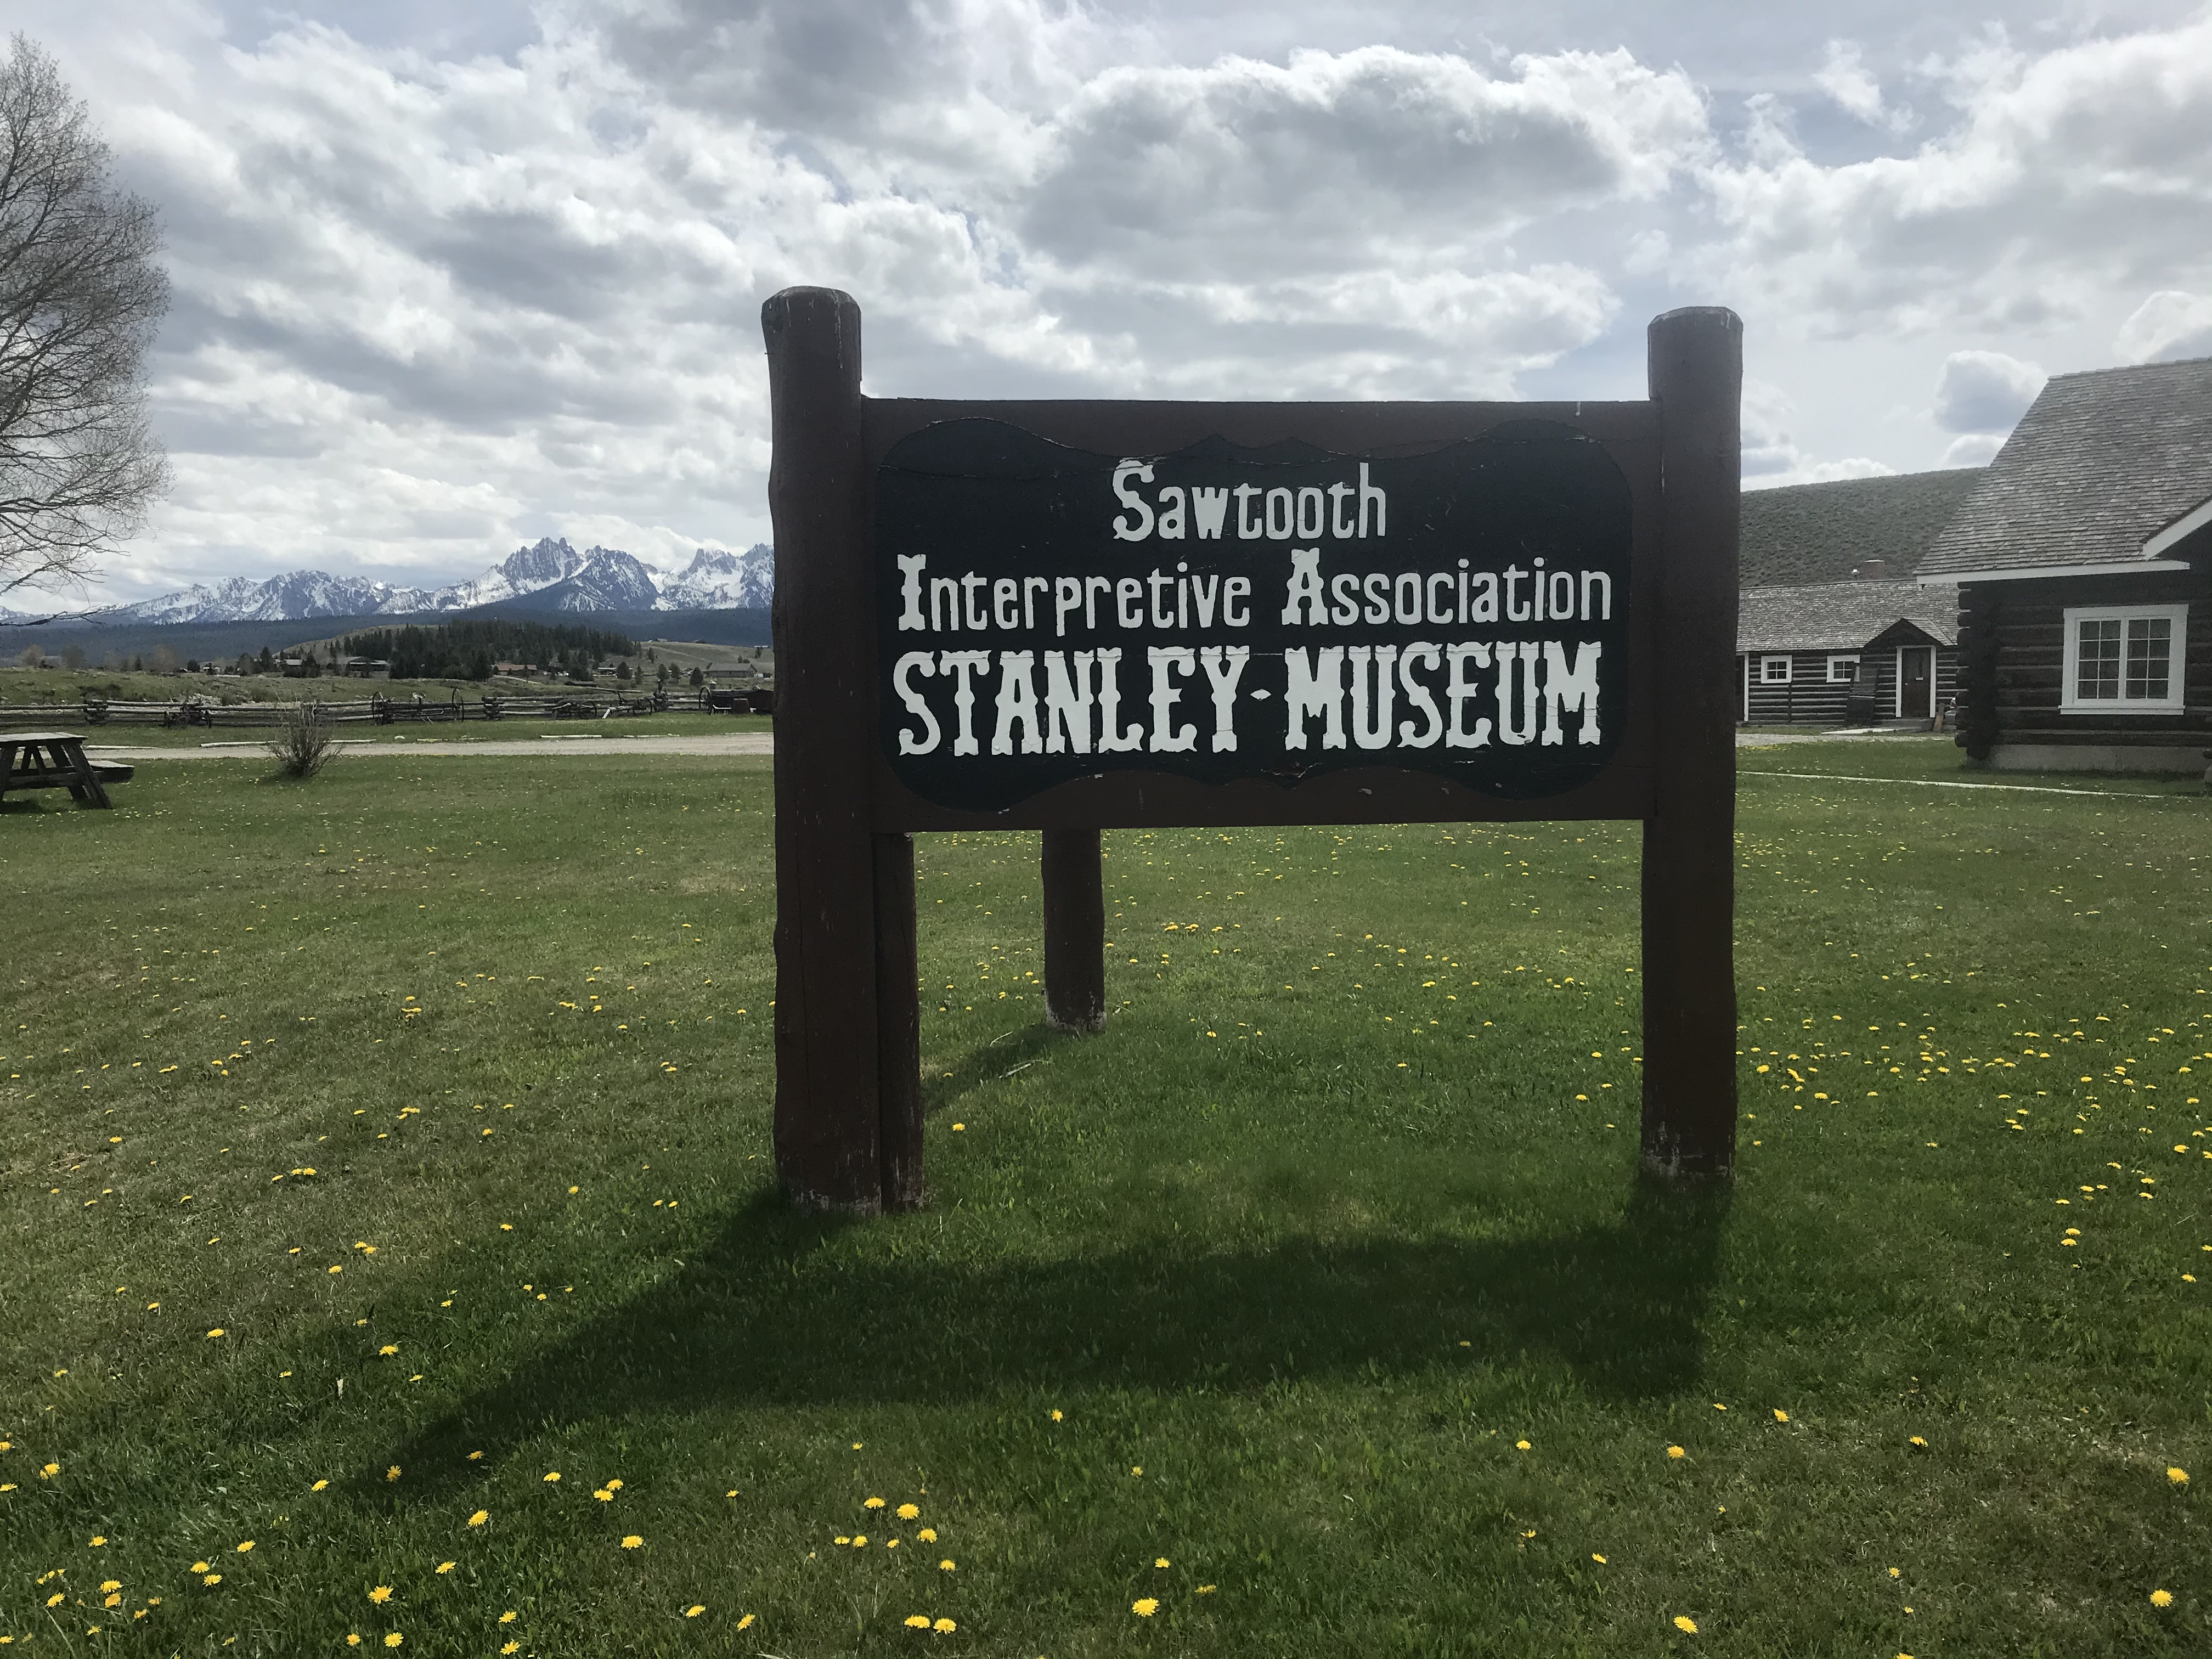 Sawtooth
Interpretive Association
STANLEY-MUSEUM